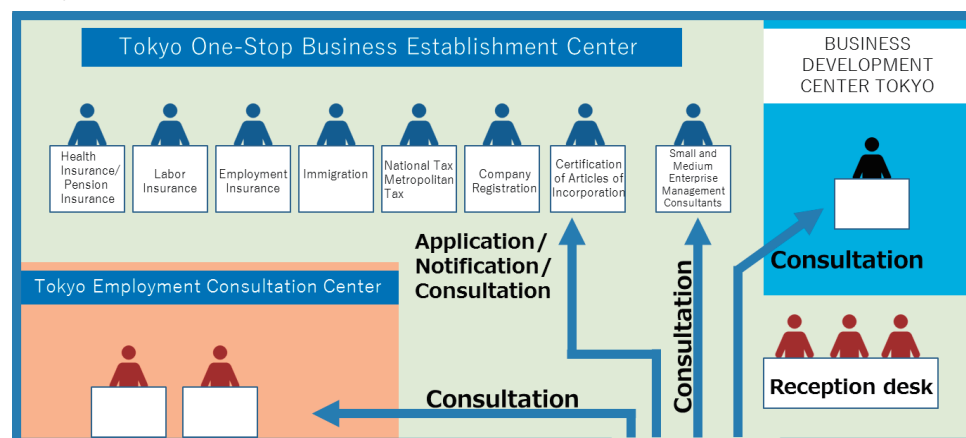 Tokyo One-Stop Business Establishment Center
BUSINESS
DEVELOPMENT
CENTER TOKYO
Health
Insurance/
Pension
Insurance
Labor
Insurance
Employment
Insurance
Immigration
National Tax
Metropolitan
Tax
Company
Registration
Certification
of Articles of
Incorporation
Small and
Medium
Enterprise
Management
Consultants
Application/
Notification/
Consultation
Consultation
Consultation
Tokyo Employment Consultation Center
Consultation
Reception desk